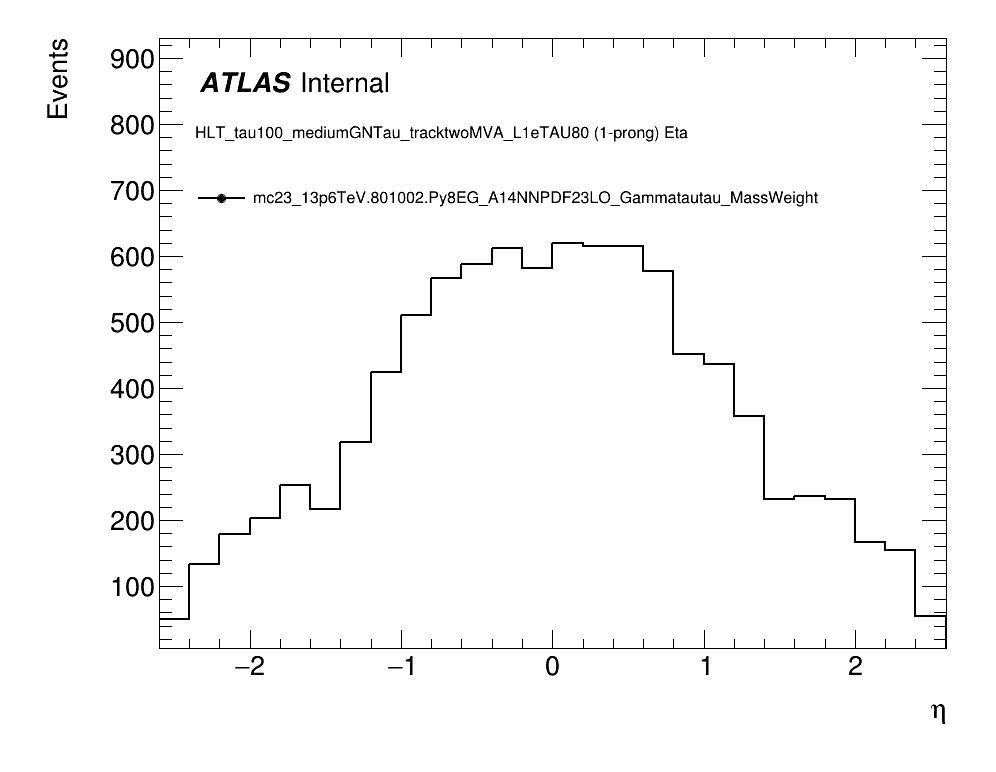 Events
900
800
700
600
500
400
300
200
100
ATLAS Internal
HLT_tau100_mediumGNTau_tracktwoMVA_L1eTAU80 (1-prong) Eta
mc23_13p6TeV.801002.Py8EG_A14NNPDF23LO_Gammatautau_MassWeight
−2 −1 0 1 2
η